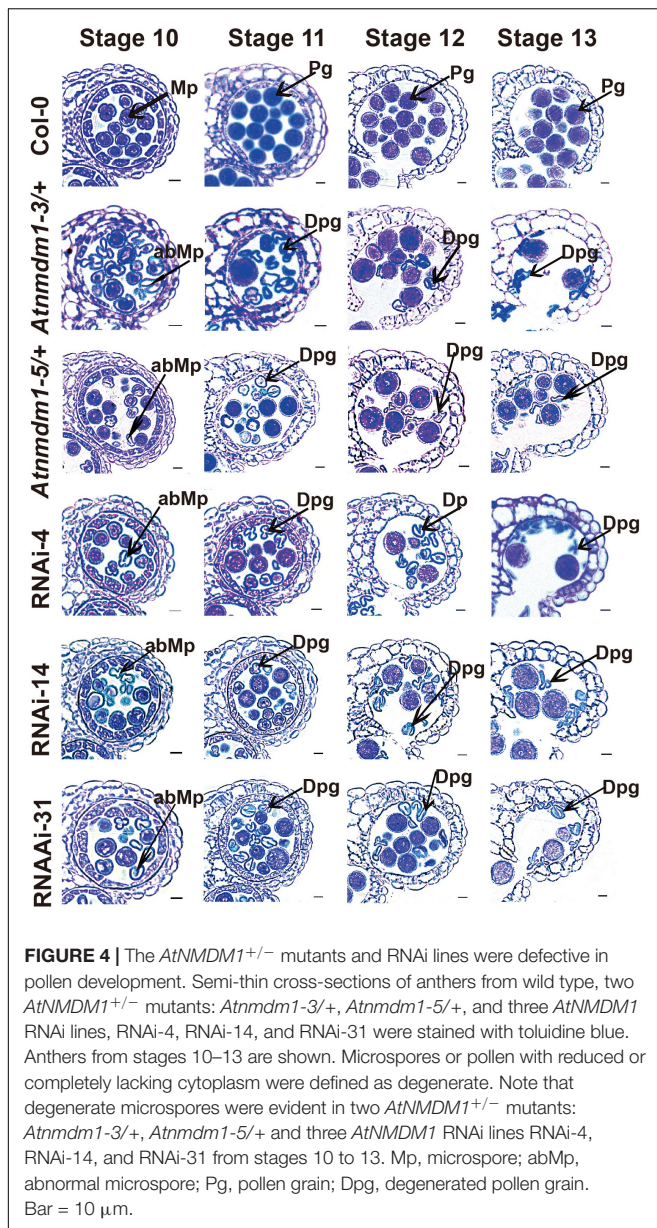 Stage 10 Stage 11 Stage 12 Stage 13
Col-0
Mp Pg Pg Pg
Atnmdm1-3/+
abMp Dpg Dpg Dpg
Atnmdm1-5/+
abMp Dpg Dpg Dpg
RNAi-4
abMp Dpg Dp Dpg
RNAi-14
abMp Dpg Dpg Dpg
RNAAi-31
abMp Dpg Dpg Dpg
FIGURE 4 | The AtNMDM1+/− mutants and RNAi lines were defective in
pollen development. Semi-thin cross-sections of anthers from wild type, two
AtNMDM1+/− mutants: Atnmdm1-3/+, Atnmdm1-5/+, and three AtNMDM1
RNAi lines, RNAi-4, RNAi-14, and RNAi-31 were stained with toluidine blue.
Anthers from stages 10–13 are shown. Microspores or pollen with reduced or
completely lacking cytoplasm were defined as degenerate. Note that
degenerate microspores were evident in two AtNMDM1+/− mutants:
Atnmdm1-3/+, Atnmdm1-5/+ and three AtNMDM1 RNAi lines RNAi-4,
RNAi-14, and RNAi-31 from stages 10 to 13. Mp, microspore; abMp,
abnormal microspore; Pg, pollen grain; Dpg, degenerated pollen grain.
Bar = 10 μm.